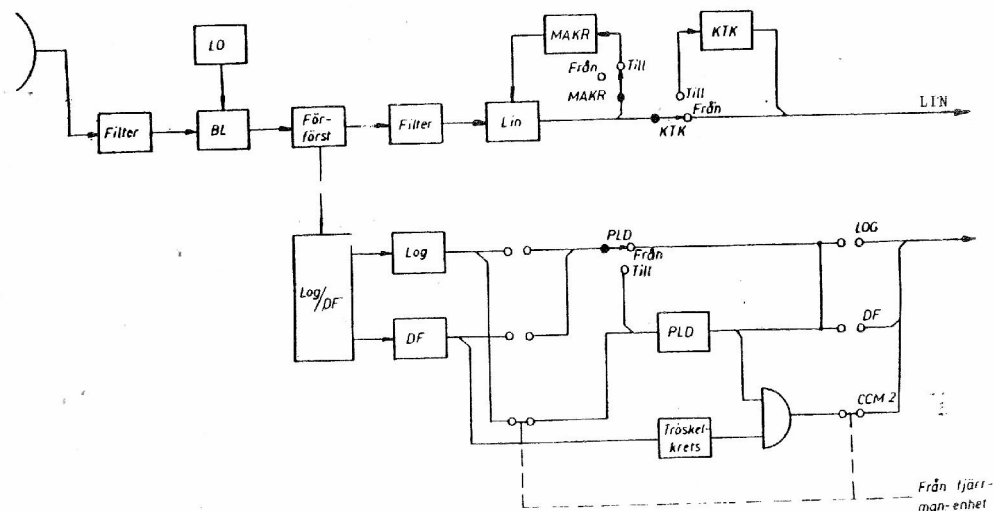 LO
MAKR
KTK
Från
Till
MAKR
Till
Från
LIN
Filter
BL
För-
först
Filter
Lin
KTK
Log/
DF
Log
PLD
Från
Till
LOG
DF
PLD
DF
Tröskel-
krets
CCM 2
Från fjärr-
man-enhet